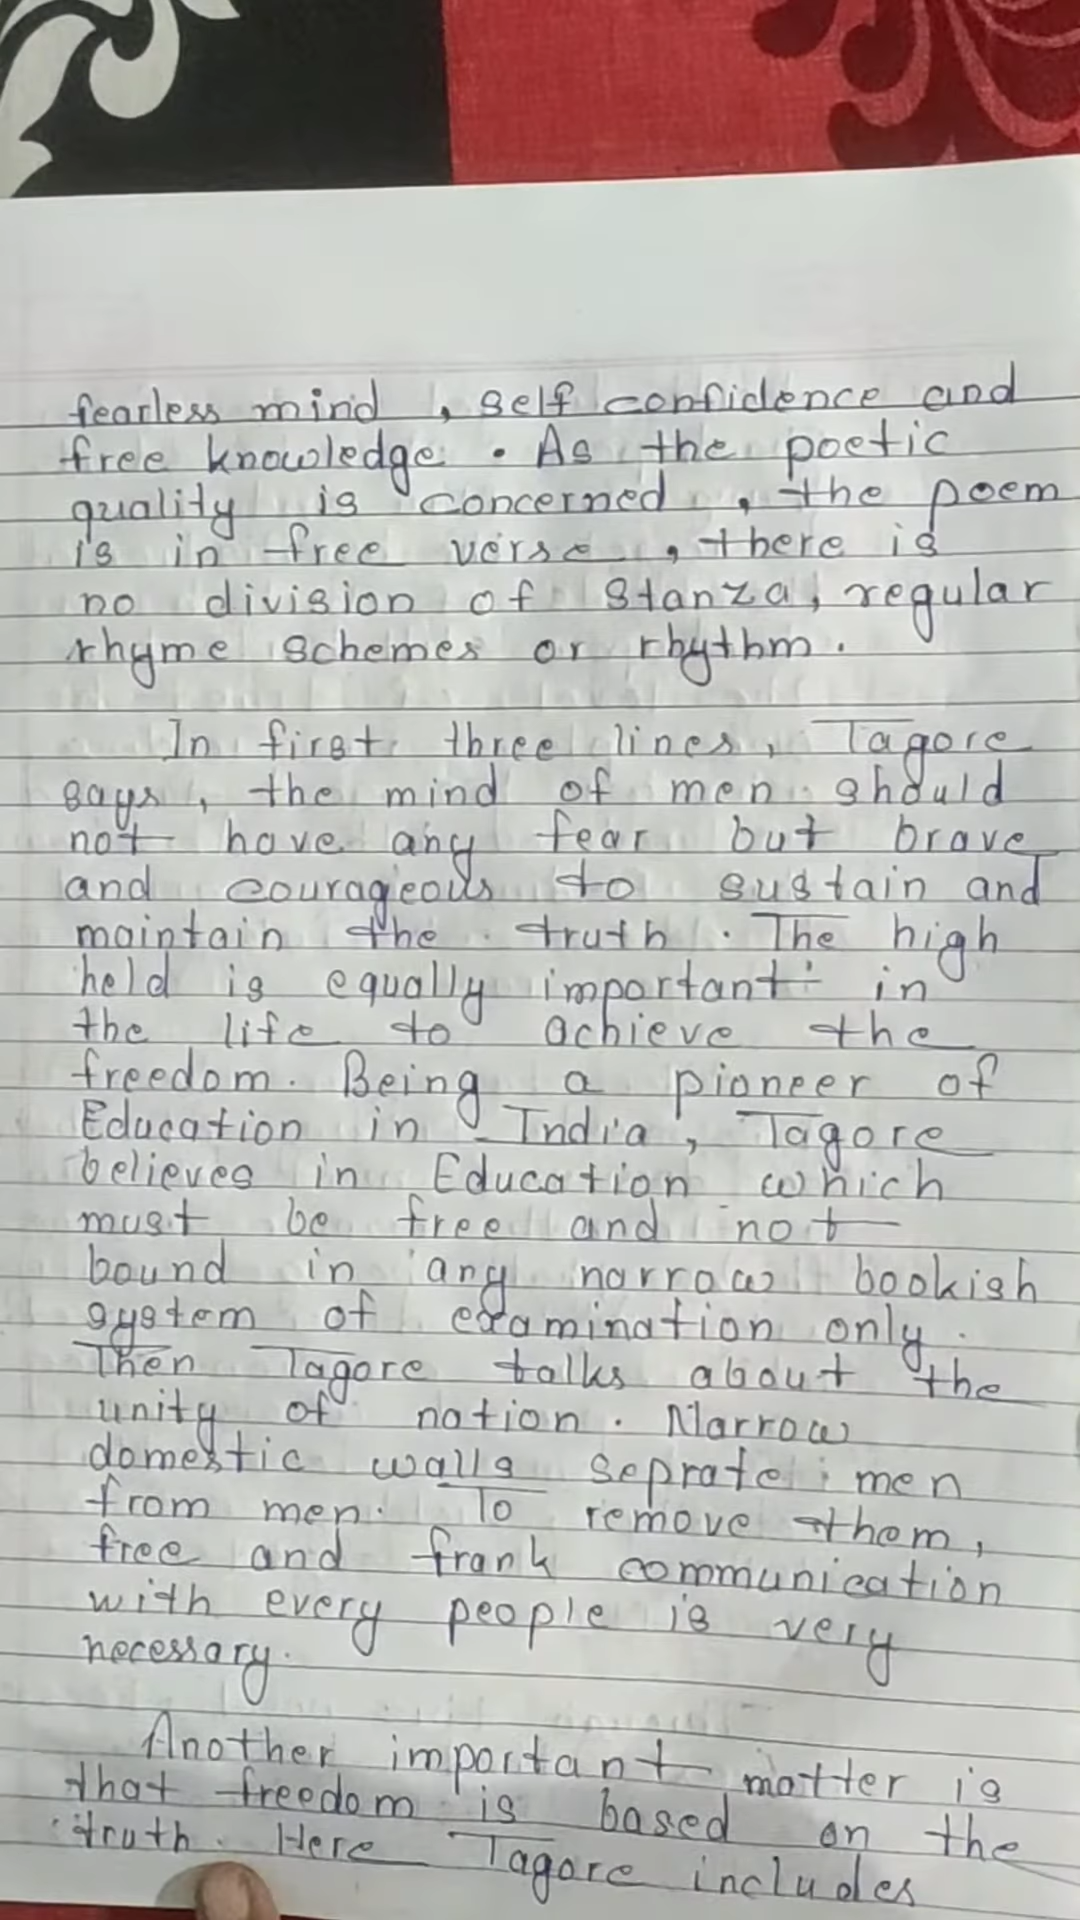 fearless mind , self confidence and
free knowledge . As the poetic
quality is concerned , the poem
is in free verse , there is
no division of stanza, regular
rhyme schemes or rhythm .
In first three lines, Tagore
says , the mind of men should
not have any fear but brave
and courageous to sustain and
maintain the truth . The high
held is equally important in
the life to achieve the
freedom. Being a pioneer of
Education in India , Tagore
believes in Education which
must be free and not
bound in any narrow bookish
system of examination only .
Then Tagore talks about the
unity of nation . Narrow
domestic walls seprate men
from men. To remove them,
free and frank communication
with every people is very
necessary.
Another important matter is
that freedom is based on the
truth . Here Tagore includes